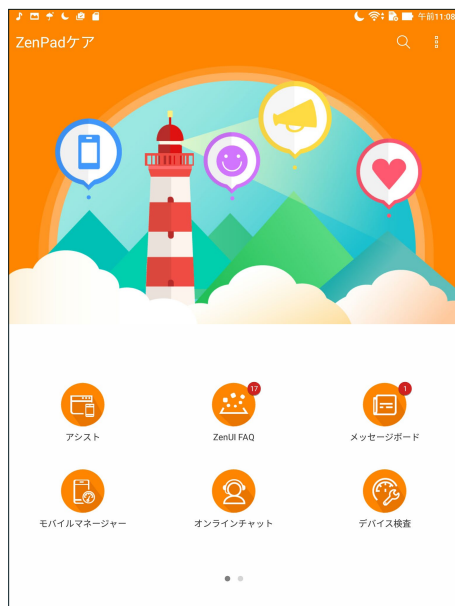 午前11:08
ZenPadケア
17
1
アシスト
ZenUI FAQ
メッセージボード
モバイルマネージャー
オンラインチャット
デバイス検査